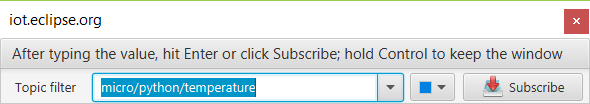 iot.eclipse.org
After typing the value, hit Enter or click Subscribe; hold Control to keep the window
Topic filter micro/python/temperature Subscribe